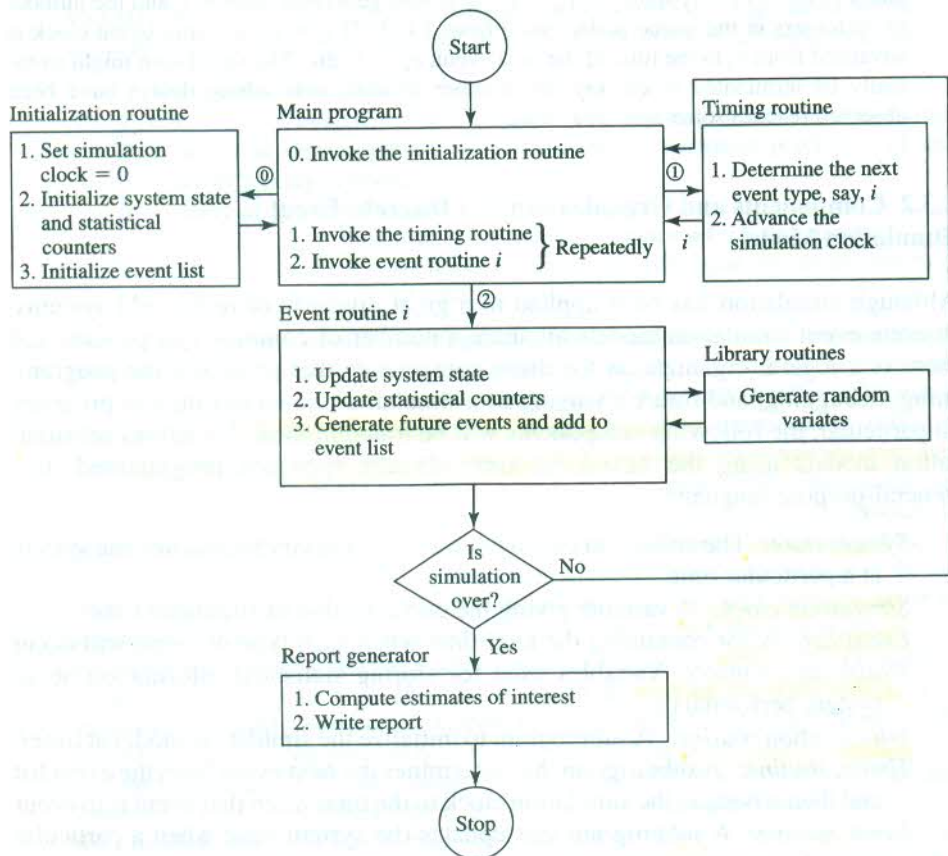 Start
Initialization routine
1. Set simulation
clock = 0
2. Initialize system state
and statistical
counters
3. Initialize event list
⓪
Main program
0. Invoke the initialization routine
1. Invoke the timing routine
2. Invoke event routine i
Repeatedly
①
i
Timing routine
1. Determine the next
event type, say, i
2. Advance the
simulation clock
②
Event routine i
1. Update system state
2. Update statistical counters
3. Generate future events and add to
event list
Library routines
Generate random
variates
Is
simulation
over?
No
Yes
Report generator
1. Compute estimates of interest
2. Write report
Stop